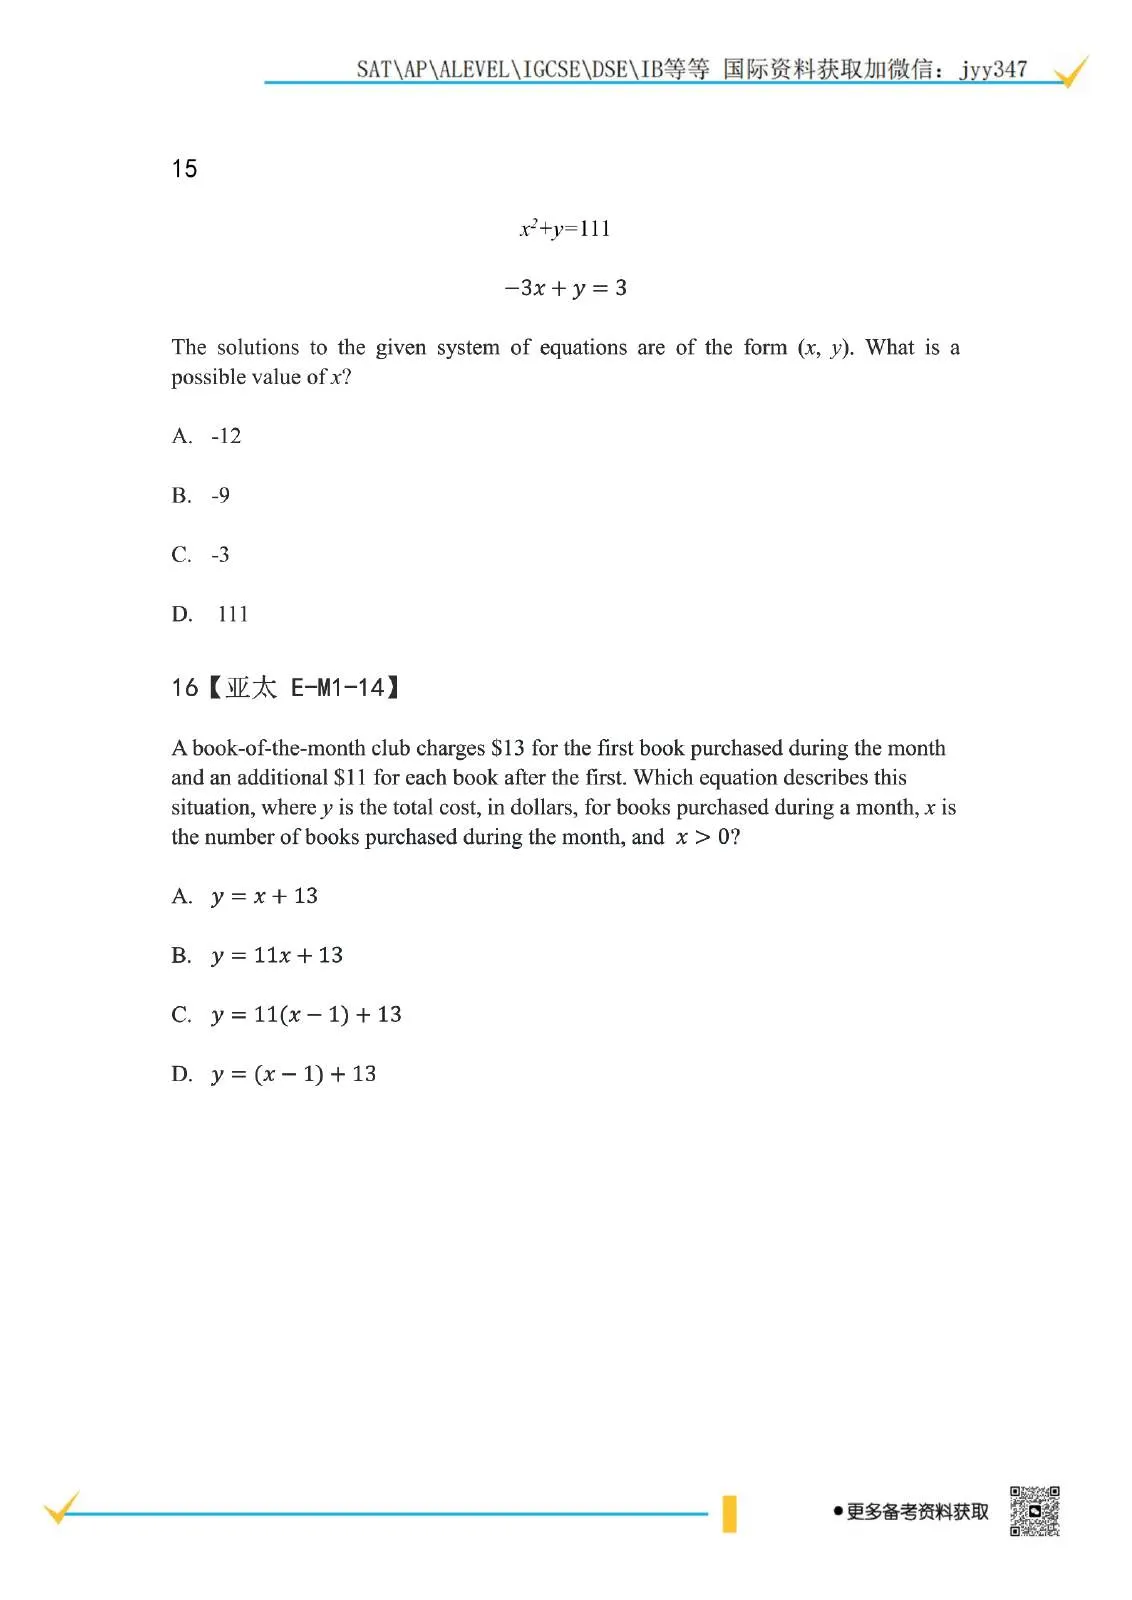 SAT\AP\ALEVEL\IGCSE\DSE\IB等等 国际资料获取加微信：jyy347
15
x²+y=111
−3x + y = 3
The solutions to the given system of equations are of the form (x, y). What is a
possible value of x?
A. -12
B. -9
C. -3
D. 111
16【亚太 E-M1-14】
A book-of-the-month club charges $13 for the first book purchased during the month
and an additional $11 for each book after the first. Which equation describes this
situation, where y is the total cost, in dollars, for books purchased during a month, x is
the number of books purchased during the month, and x > 0?
A. y = x + 13
B. y = 11x + 13
C. y = 11(x − 1) + 13
D. y = (x − 1) + 13
●更多备考资料获取